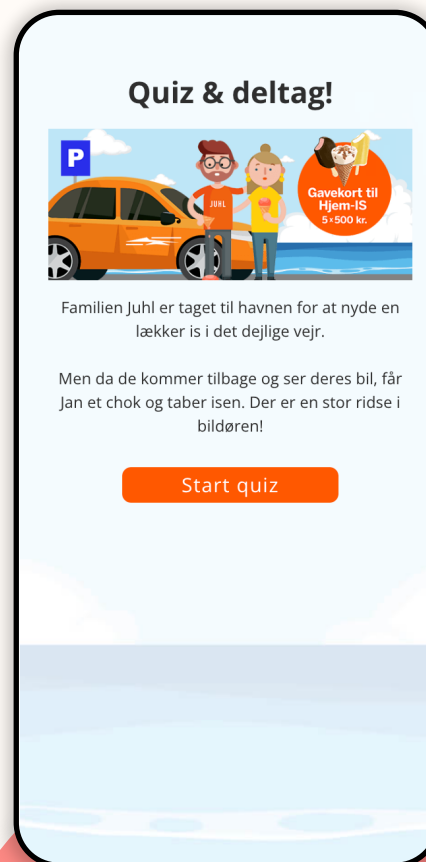 Quiz & deltag!
P
JUHL
Gavekort til
Hjem-IS
5×500 kr.
Familien Juhl er taget til havnen for at nyde en
lækker is i det dejlige vejr.
Men da de kommer tilbage og ser deres bil, får
Jan et chok og taber isen. Der er en stor ridse i
bildøren!
Start quiz